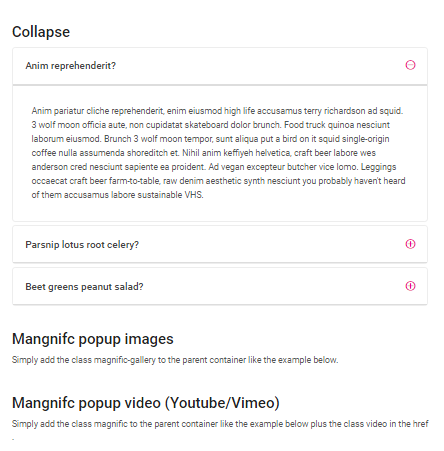 Collapse
Anim reprehenderit?
Anim pariatur cliche reprehenderit, enim eiusmod high life accusamus terry richardson ad squid.
3 wolf moon officia aute, non cupidatat skateboard dolor brunch. Food truck quinoa nesciunt
laborum eiusmod. Brunch 3 wolf moon tempor, sunt aliqua put a bird on it squid single-origin
coffee nulla assumenda shoreditch et. Nihil anim keffiyeh helvetica, craft beer labore wes
anderson cred nesciunt sapiente ea proident. Ad vegan excepteur butcher vice lomo. Leggings
occaecat craft beer farm-to-table, raw denim aesthetic synth nesciunt you probably haven't heard
of them accusamus labore sustainable VHS.
Parsnip lotus root celery?
Beet greens peanut salad?
Mangnifc popup images
Simply add the class magnific-gallery to the parent container like the example below.
Mangnifc popup video (Youtube/Vimeo)
Simply add the class magnific to the parent container like the example below plus the class video in the href
.